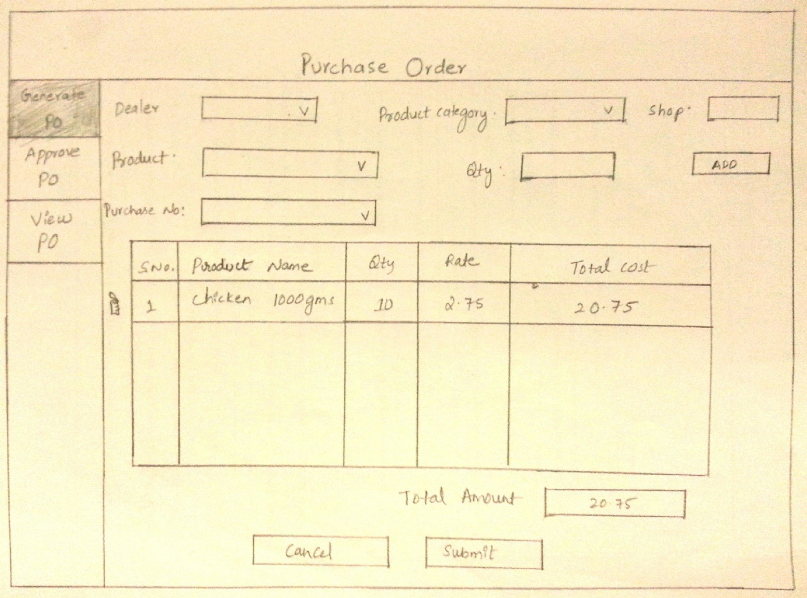 Purchase Order
Generate
PO
Approve
PO
View
PO
Dealer
Product category.
Shop.
Product.
Qty:
ADD
Purchase No:
S.No. Product Name Qty Rate Total cost
1 Chicken 1000gms 10 2.75 20.75
Total Amount 20.75
Cancel Submit